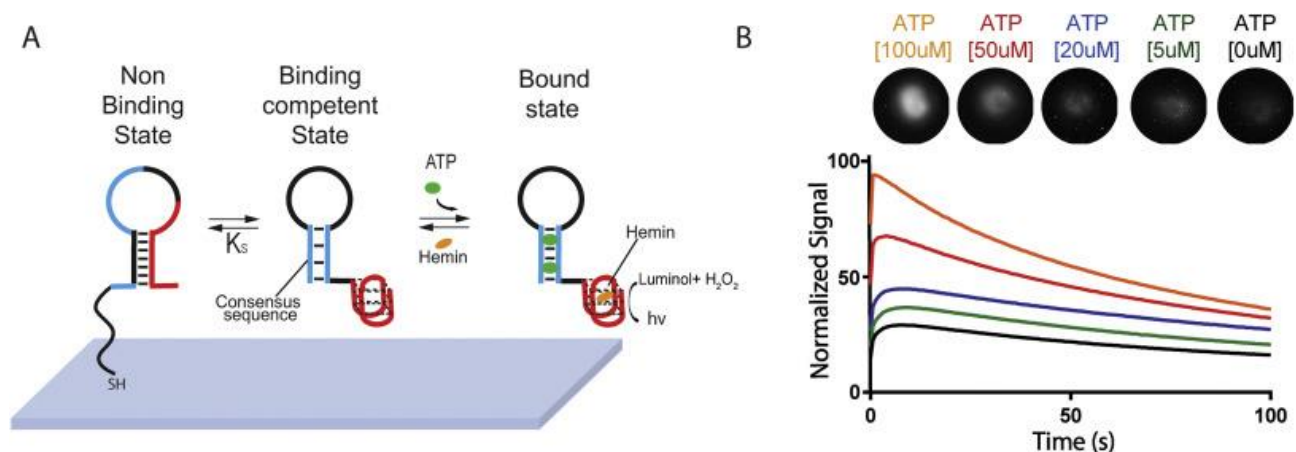 A
Non
Binding
State
Binding
competent
State
Bound
state
ATP
Ks
Hemin
Hemin
Luminol+ H₂O₂
hν
Consensus
sequence
SH
B
ATP
[100uM]
ATP
[50uM]
ATP
[20uM]
ATP
[5uM]
ATP
[0uM]
Normalized Signal
100
50
0
0
50
100
Time (s)